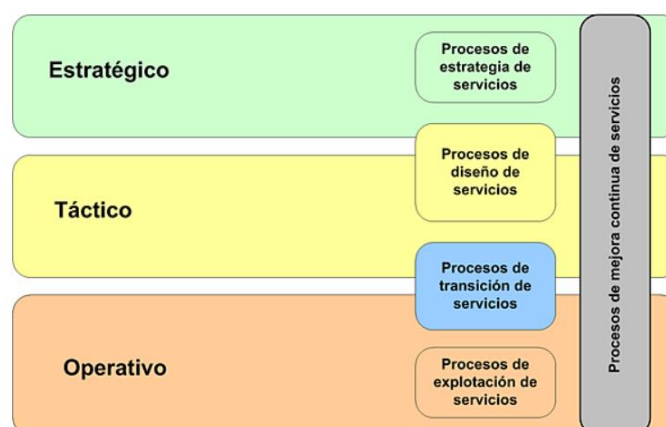 Estratégico
Procesos de
estrategia de
servicios
Procesos de
diseño de
servicios
Táctico
Procesos de
transición de
servicios
Operativo
Procesos de
explotación de
servicios
Procesos de mejora continua de servicios